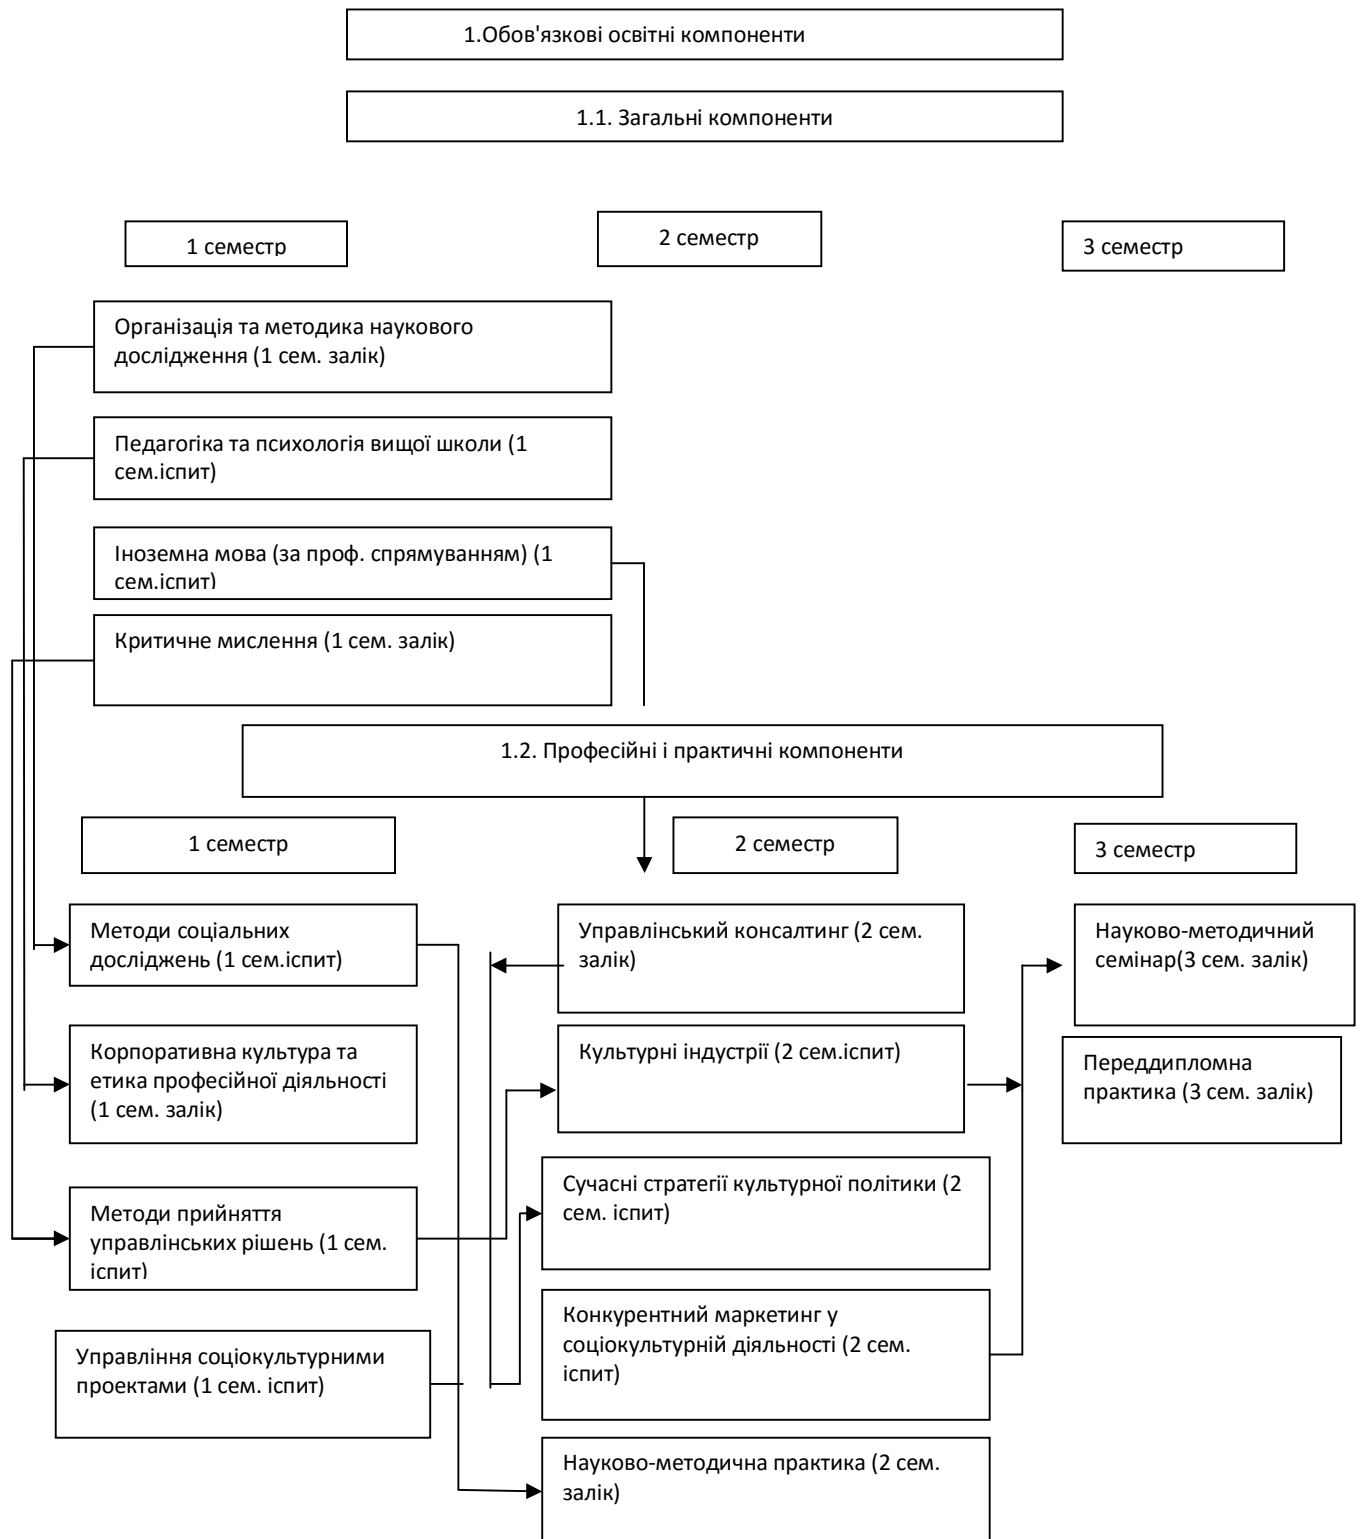 1.Обов'язкові освітні компоненти
1.1. Загальні компоненти
1 семестр
2 семестр
3 семестр
Організація та методика наукового
дослідження (1 сем. залік)
Педагогіка та психологія вищої школи (1
сем.іспит)
Іноземна мова (за проф. спрямуванням) (1
сем.іспит)
Критичне мислення (1 сем. залік)
1.2. Професійні і практичні компоненти
1 семестр
2 семестр
3 семестр
Методи соціальних
досліджень (1 сем.іспит)
Управлінський консалтинг (2 сем.
залік)
Науково-методичний
семінар(3 сем. залік)
Корпоративна культура та
етика професійної діяльності
(1 сем. залік)
Культурні індустрії (2 сем.іспит)
Переддипломна
практика (3 сем. залік)
Методи прийняття
управлінських рішень (1 сем.
іспит)
Сучасні стратегії культурної політики (2
сем. іспит)
Управління соціокультурними
проектами (1 сем. іспит)
Конкурентний маркетинг у
соціокультурній діяльності (2 сем.
іспит)
Науково-методична практика (2 сем.
залік)